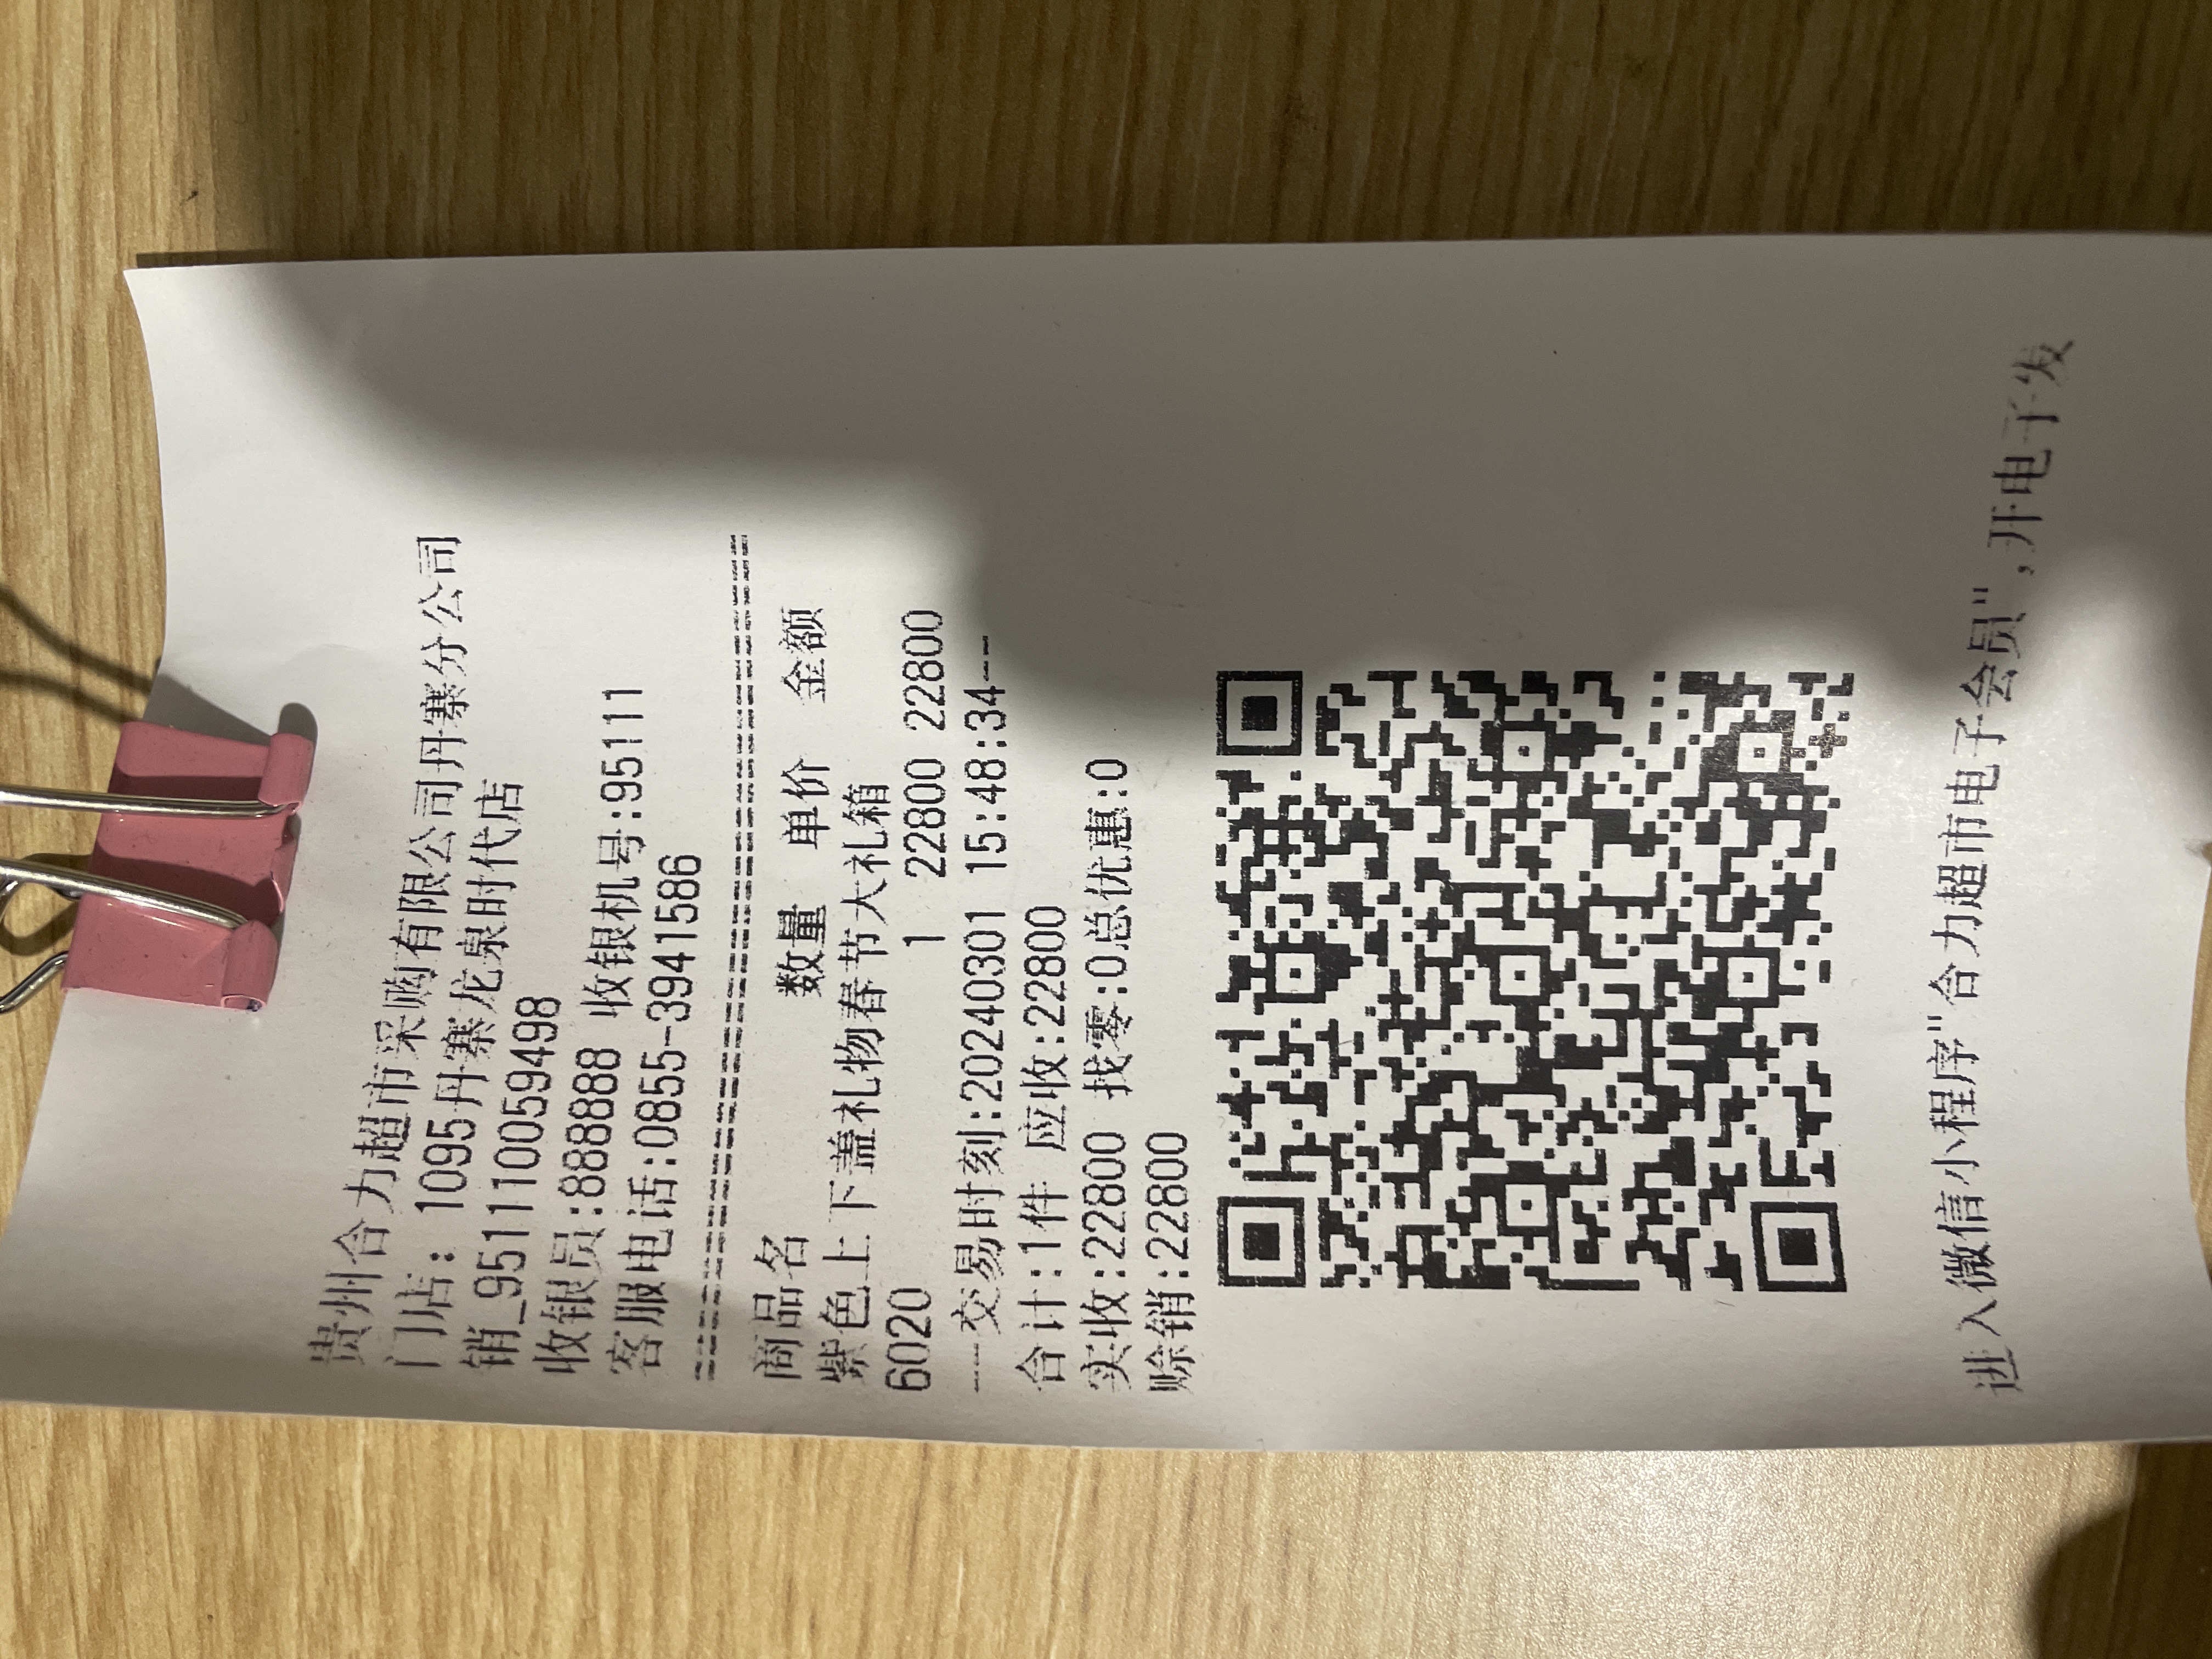 贵州合力超市采购有限公司丹寨分公司
门店：1095丹寨龙泉时代店
销_951110059498
收银员:888888 收银机号:95111
客服电话:0855-3941586
================================
商品名 数量 单价 金额
紫色上下盖礼物春节大礼箱
6020 1 22800 22800
---交易时刻:20240301 15:48:34--
合计:1件 应收:22800
实收:22800 找零:0总优惠:0
赊销:22800
进入微信小程序"合力超市电子会员",开电子发